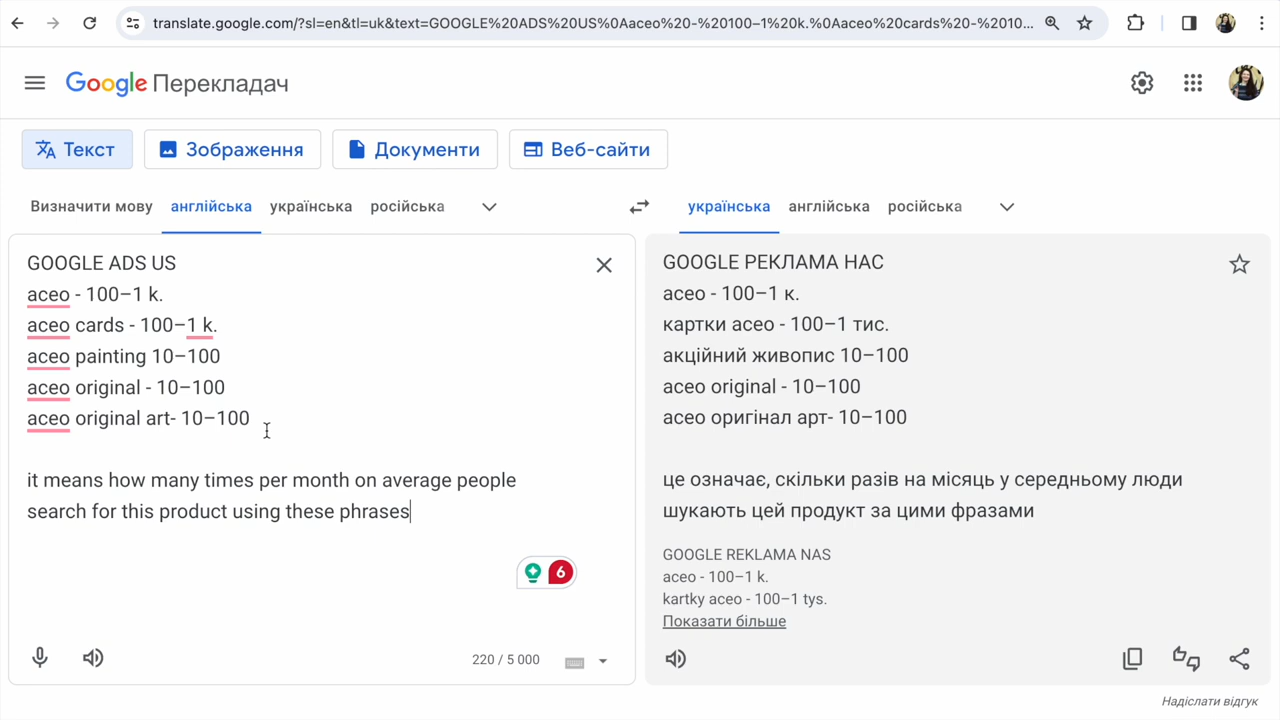 translate.google.com/?sl=en&tl=uk&text=GOOGLE%20ADS%20US%0Aaceo%20-%20100–1%20k.%0Aaceo%20cards%20-%2010...
Google Перекладач
Текст
Зображення
Документи
Веб-сайти
Визначити мову
англійська
українська
російська
українська
англійська
російська
GOOGLE ADS US
aceo - 100–1 k.
aceo cards - 100–1 k.
aceo painting 10–100
aceo original - 10–100
aceo original art- 10–100
it means how many times per month on average people
search for this product using these phrases
6
220 / 5 000
GOOGLE РЕКЛАМА НАС
aceo - 100–1 к.
картки aceo - 100–1 тис.
акційний живопис 10–100
aceo original - 10–100
aceo оригінал арт- 10–100
це означає, скільки разів на місяць у середньому люди
шукають цей продукт за цими фразами
GOOGLE REKLAMA NAS
aceo - 100–1 k.
kartky aceo - 100–1 tys.
Показати більше
Надіслати відгук